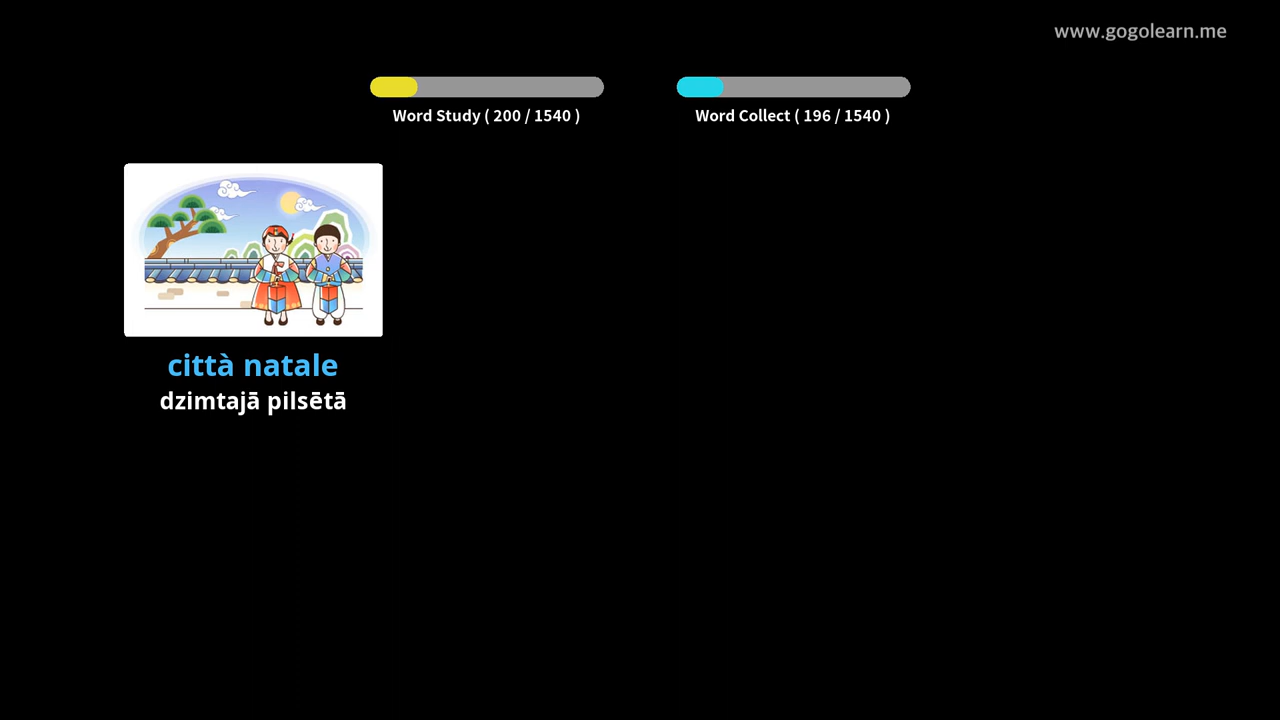 www.gogolearn.me
Word Study ( 200 / 1540 )
Word Collect ( 196 / 1540 )
città natale
dzimtajā pilsētā